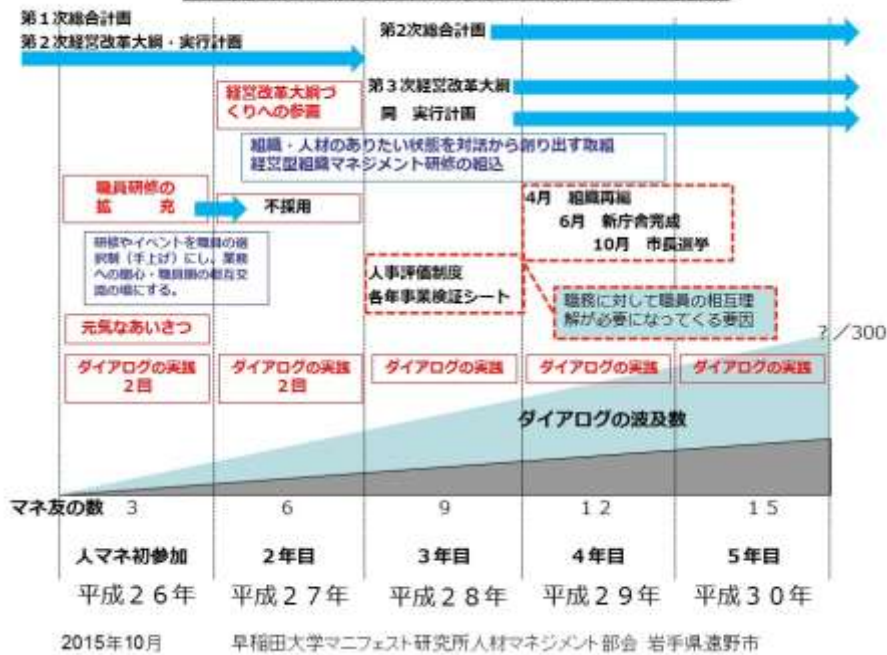 第１次総合計画
第２次経営改革大綱・実行計画
第2次総合計画
経営改革大綱づ
くりへの参画
第３次経営改革大綱
同　実行計画
組織・人材のありたい状態を対話から創り出す取組
経営型組織マネジメント研修の組込
職員研修の
拡　充
不採用
4月　組織再編
6月　新庁舎完成
10月　市長選挙
研修やイベントを職員の選
択制（手上げ）にし、業務
への関心・職員間の相互交
流の場にする。
人事評価制度
各年事業検証シート
職務に対して職員の相互理
解が必要になってくる要因
元気なあいさつ
？／300
ダイアログの実践
２回
ダイアログの実践
２回
ダイアログの実践
ダイアログの実践
ダイアログの実践
ダイアログの波及数
マネ友の数　３　６　９　１２　１５
人マネ初参加　２年目　３年目　４年目　５年目
平成２６年　平成２７年　平成２８年　平成２９年　平成３０年
2015年10月　早稲田大学マニフェスト研究所人材マネジメント部会 岩手県遠野市